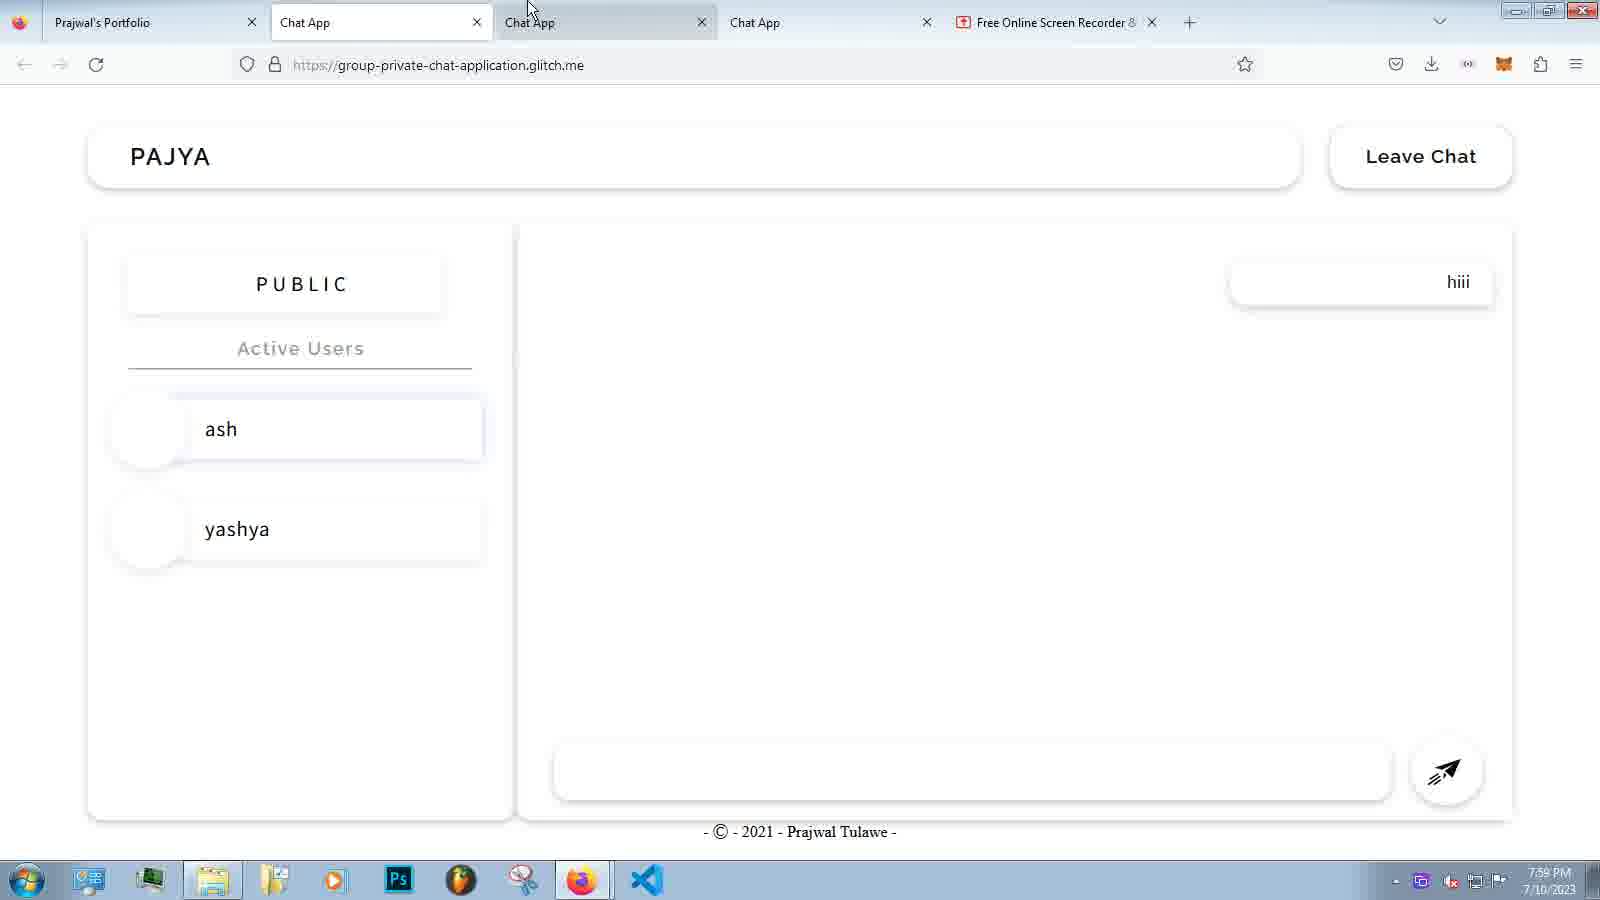 Prajwal's Portfolio
Chat App
Chat App
Chat App
Free Online Screen Recorder &
https://group-private-chat-application.glitch.me
PAJYA
Leave Chat
PUBLIC
hiii
Active Users
ash
yashya
- © - 2021 - Prajwal Tulawe -
Ps
7:59 PM
7/10/2023